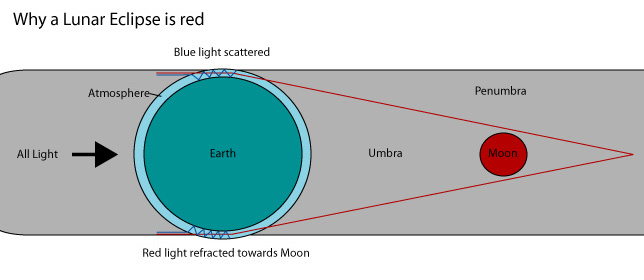 Why a Lunar Eclipse is red
Blue light scattered
Atmosphere
Penumbra
All Light
Earth
Umbra
Moon
Red light refracted towards Moon